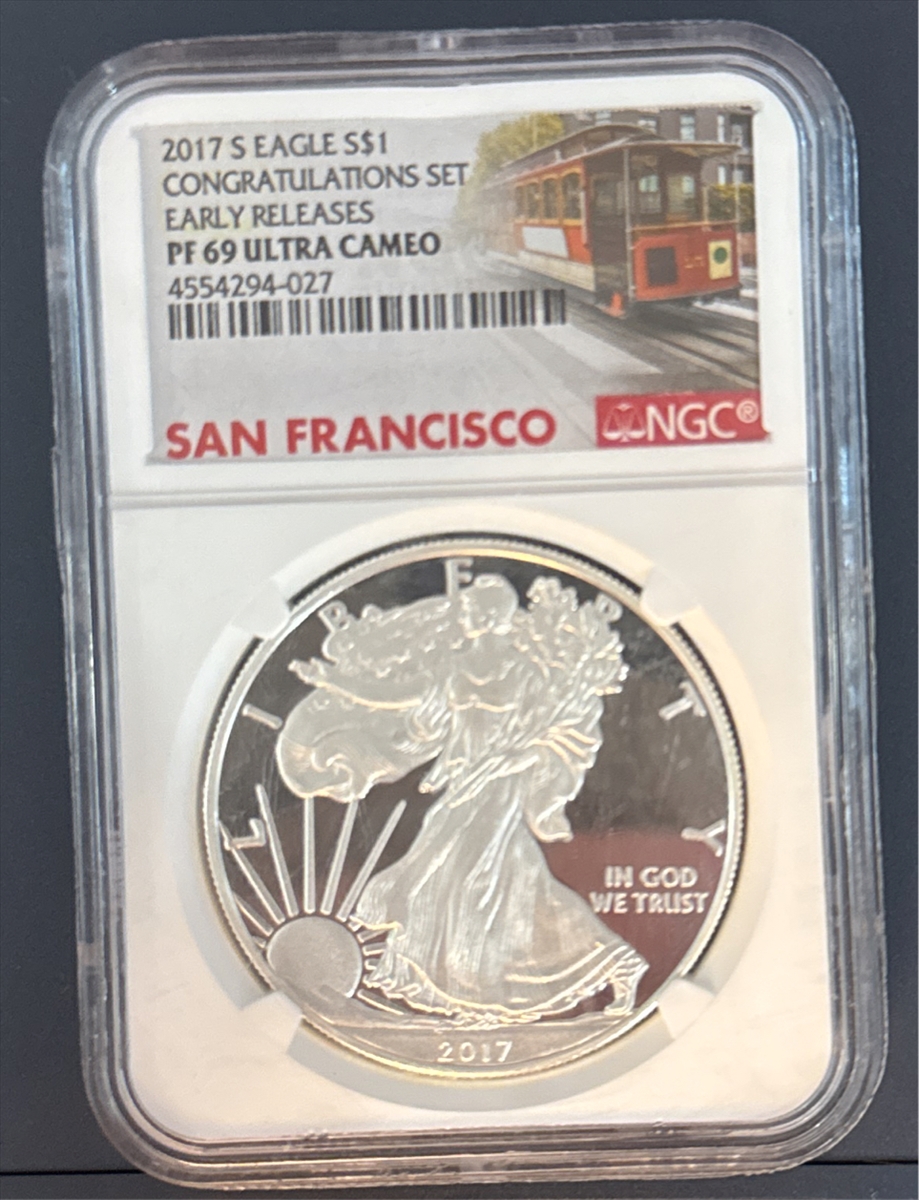 2017 S EAGLE S$1
CONGRATULATIONS SET
EARLY RELEASES
PF 69 ULTRA CAMEO
4554294-027
SAN FRANCISCO
NGC®
LIBERTY
IN GOD
WE TRUST
2017